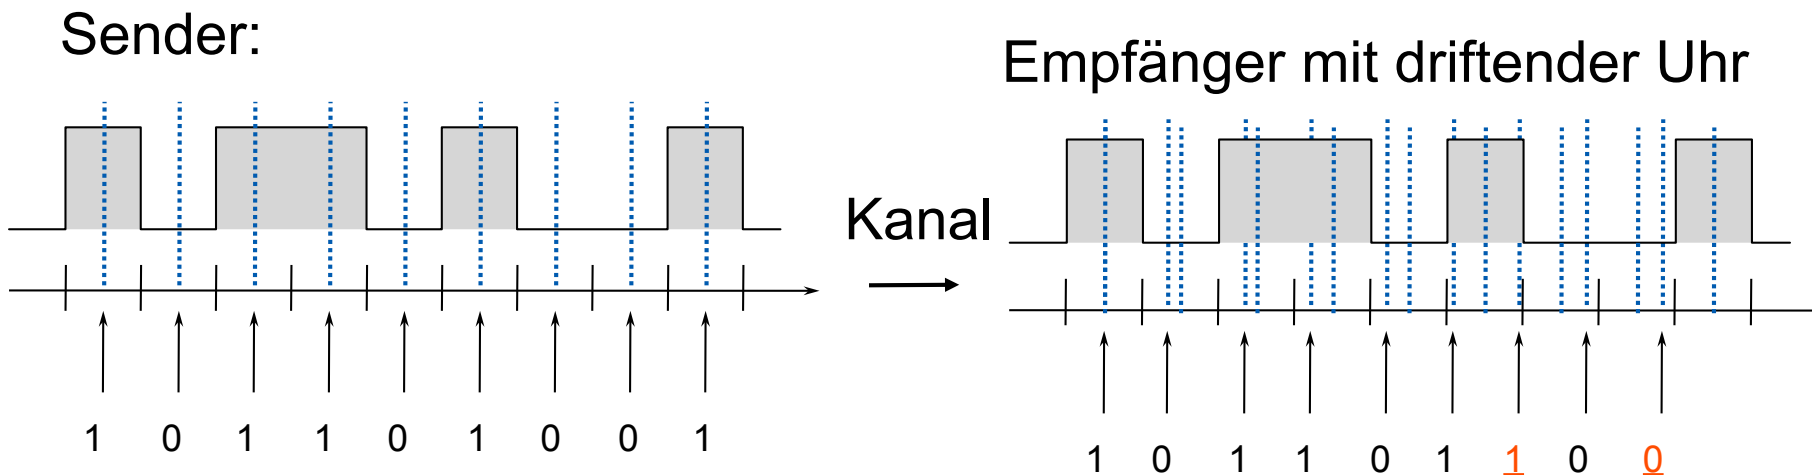 Sender:
Empfänger mit driftender Uhr
Kanal
1 0 1 1 0 1 0 0 1
1 0 1 1 0 1 1 0 0